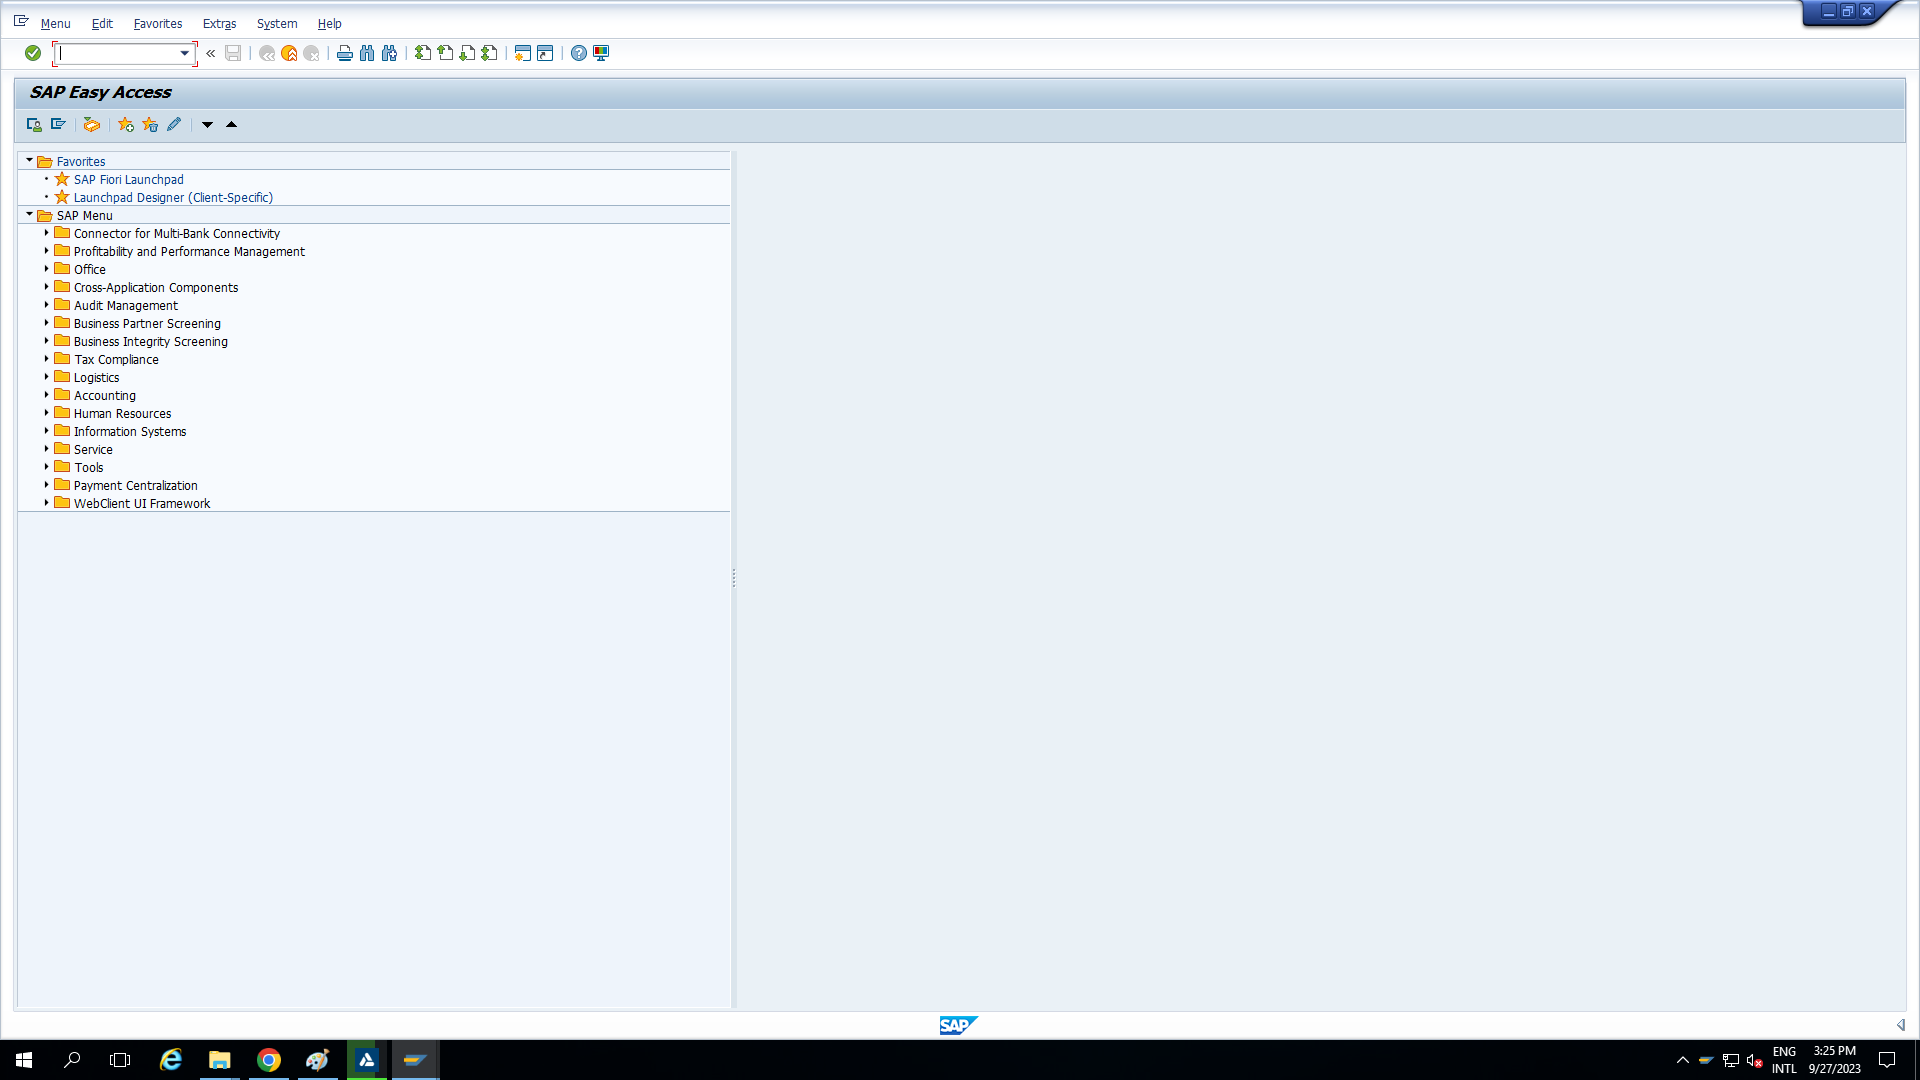 Menu Edit Favorites Extras System Help
SAP Easy Access
Favorites
SAP Fiori Launchpad
Launchpad Designer (Client-Specific)
SAP Menu
Connector for Multi-Bank Connectivity
Profitability and Performance Management
Office
Cross-Application Components
Audit Management
Business Partner Screening
Business Integrity Screening
Tax Compliance
Logistics
Accounting
Human Resources
Information Systems
Service
Tools
Payment Centralization
WebClient UI Framework
SAP
ENG 3:25 PM
INTL 9/27/2023